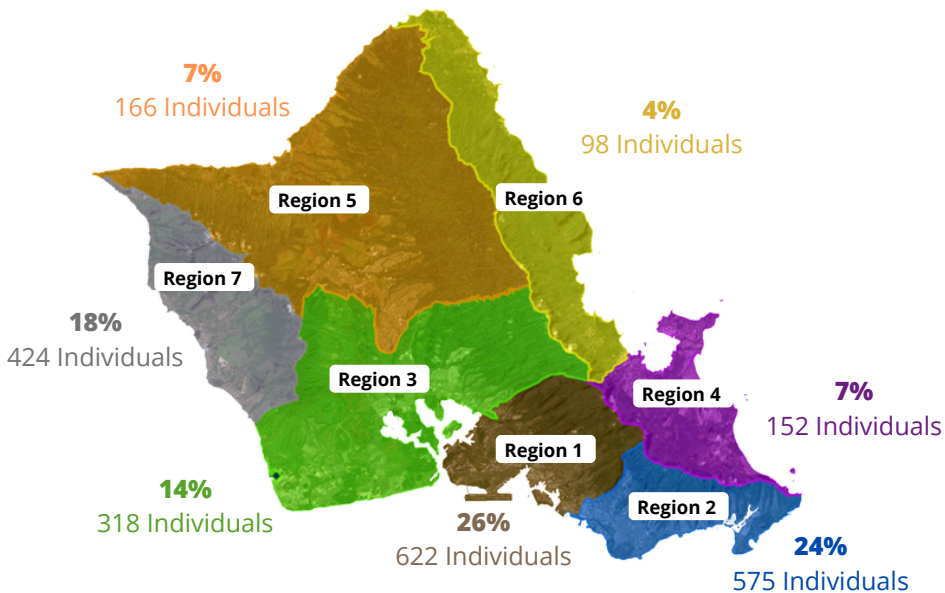 7%
166 Individuals
4%
98 Individuals
Region 5
Region 6
Region 7
18%
424 Individuals
Region 3
Region 4
7%
152 Individuals
Region 1
14%
318 Individuals
Region 2
26%
622 Individuals
24%
575 Individuals